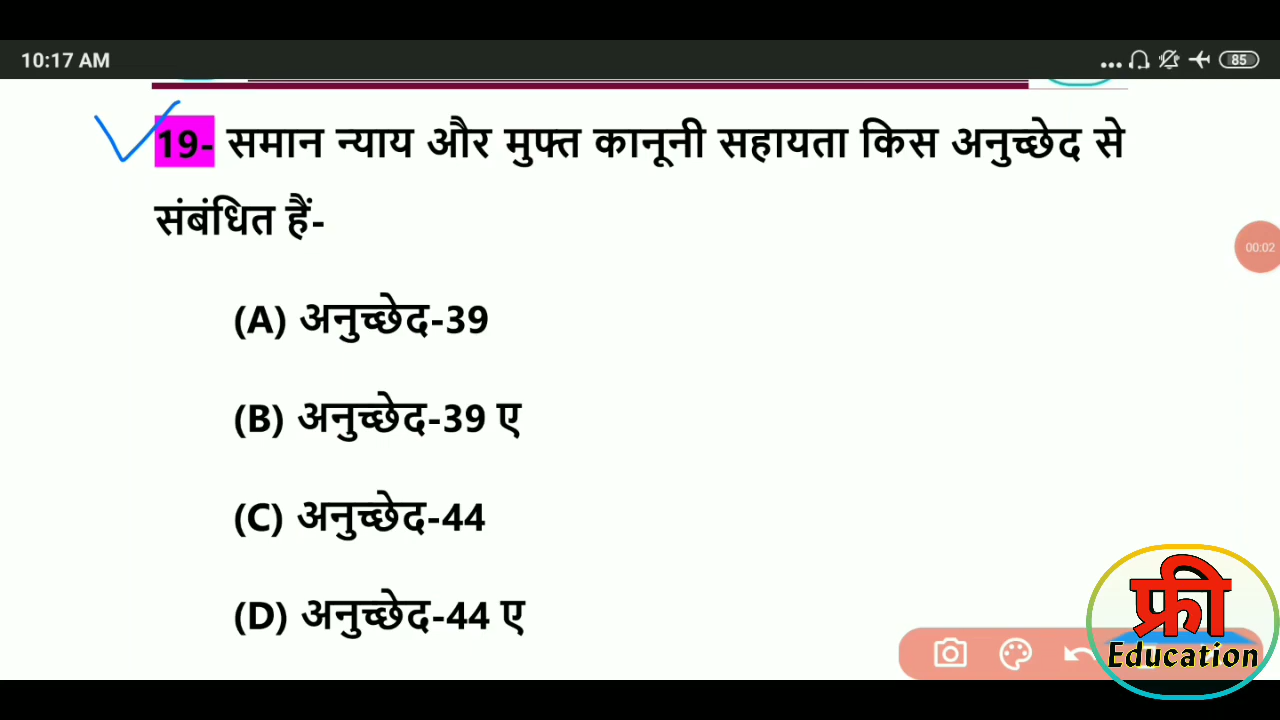 10:17 AM
85
19- समान न्याय और मुफ्त कानूनी सहायता किस अनुच्छेद से
संबंधित हैं-
00:02
(A) अनुच्छेद-39
(B) अनुच्छेद-39 ए
(C) अनुच्छेद-44
(D) अनुच्छेद-44 ए
फ्री
Education